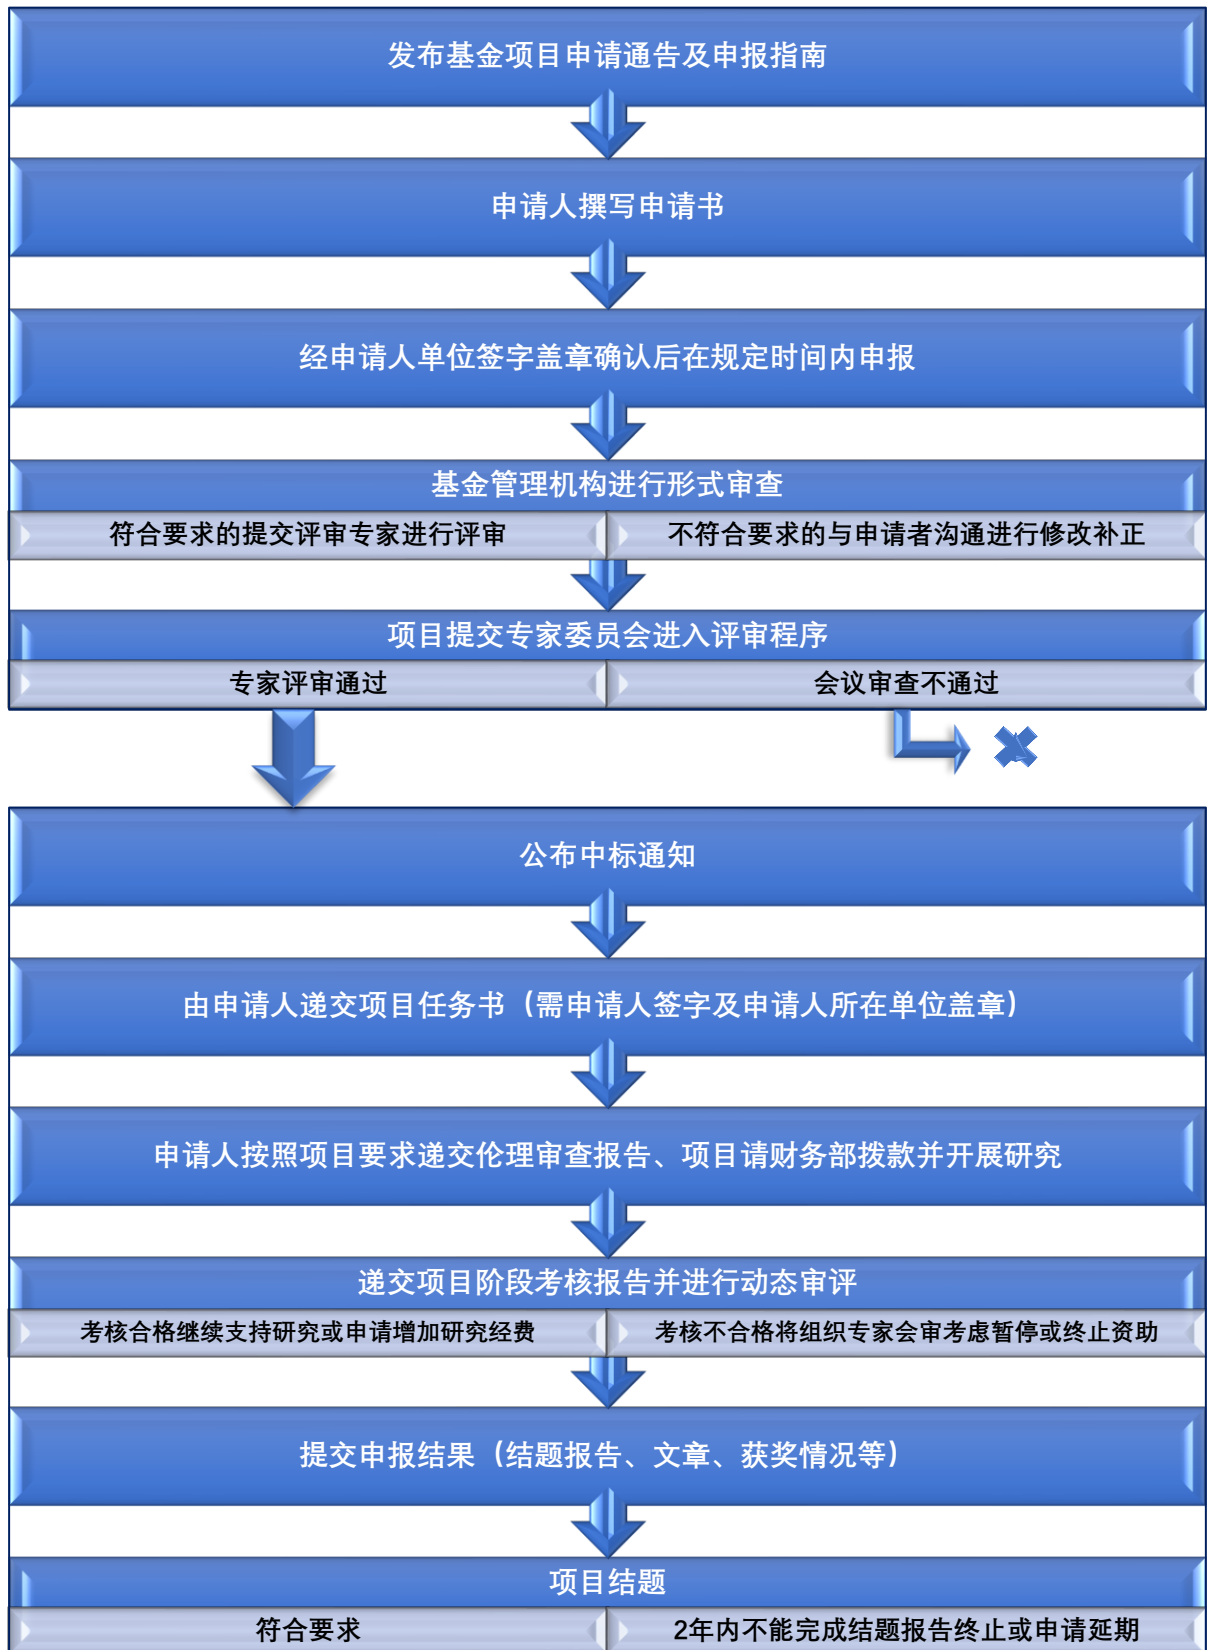 发布基金项目申请通告及申报指南
申请人撰写申请书
经申请人单位签字盖章确认后在规定时间内申报
基金管理机构进行形式审查
符合要求的提交评审专家进行评审
不符合要求的与申请者沟通进行修改补正
项目提交专家委员会进入评审程序
专家评审通过
会议审查不通过
公布中标通知
由申请人递交项目任务书（需申请人签字及申请人所在单位盖章）
申请人按照项目要求递交伦理审查报告、项目请财务部拨款并开展研究
递交项目阶段考核报告并进行动态审评
考核合格继续支持研究或申请增加研究经费
考核不合格将组织专家会审考虑暂停或终止资助
提交申报结果（结题报告、文章、获奖情况等）
项目结题
符合要求
2年内不能完成结题报告终止或申请延期